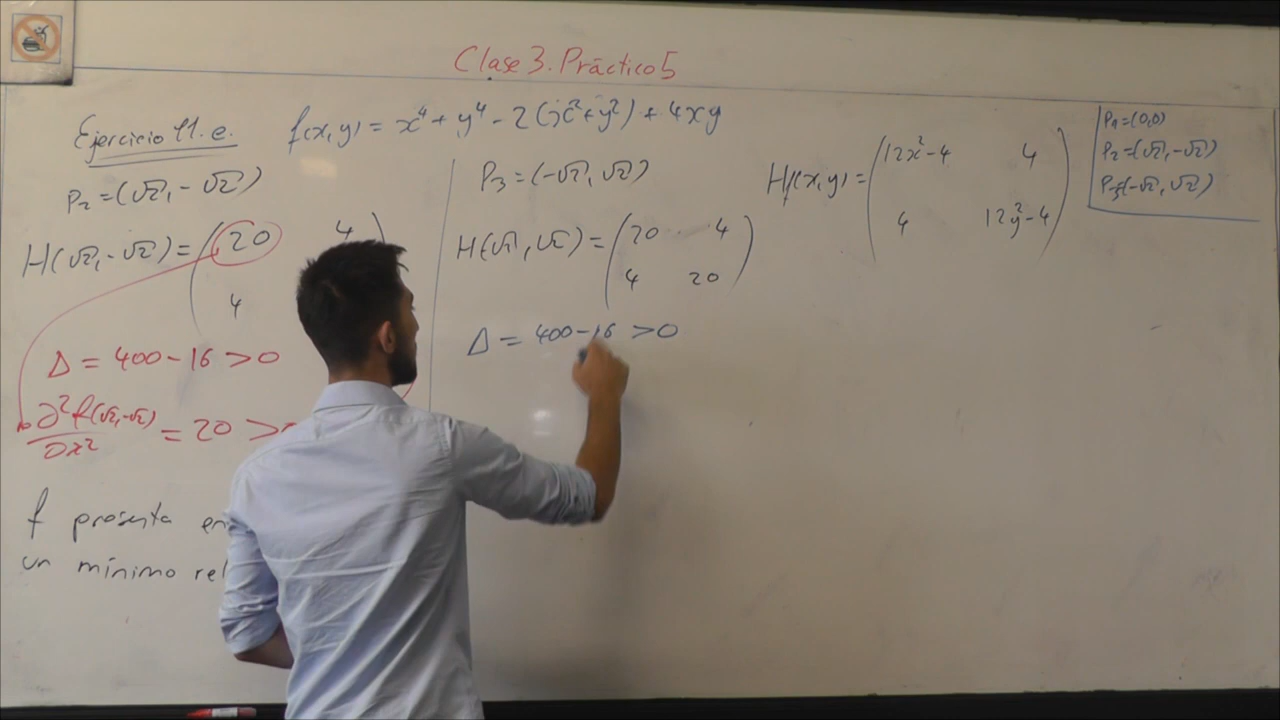 Clase 3. Práctico 5
Ejercicio 11.e. f(x,y) = x⁴ + y⁴ - 2(x²+y²) + 4xy
P₂ = (√2, -√2)
H(√2, -√2) = ( 20 4
4
Δ = 400 - 16 > 0
∂²f(√2,-√2)/∂x² = 20 >
f presenta en
un mínimo rel
P₃ = (-√2, √2)
H(-√2, √2) = ( 20 4
4 20 )
Δ = 400 - 16 > 0
Hf(x,y) = ( 12x²-4 4
4 12y²-4 )
P₁ = (0,0)
P₂ = (√2, -√2)
P₃ = (-√2, √2)